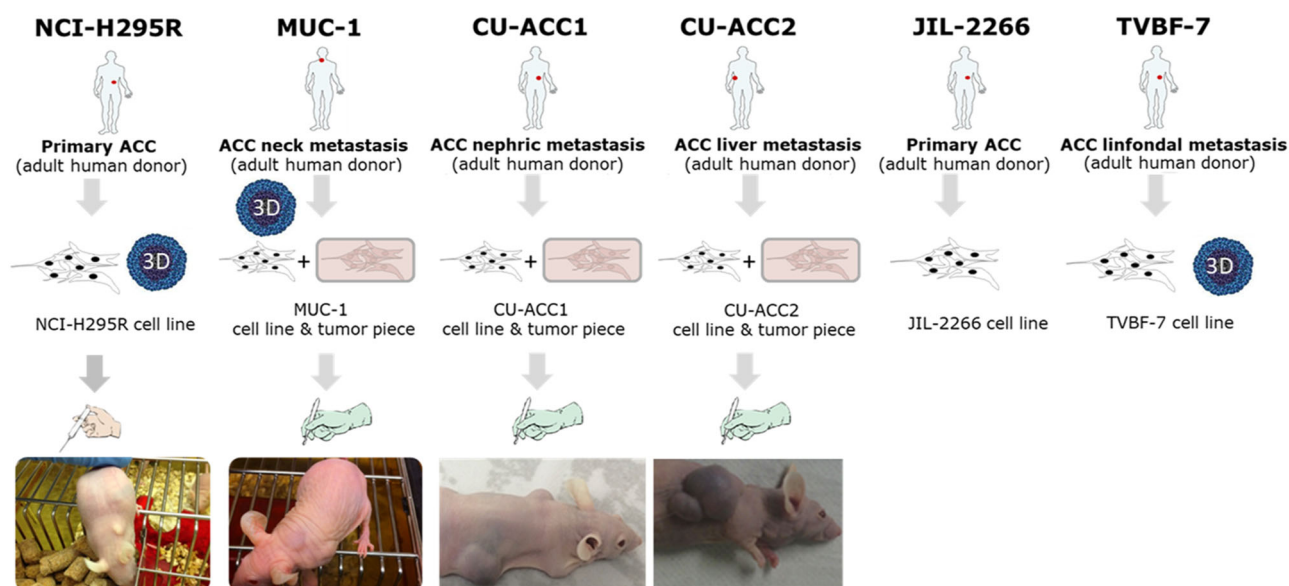 NCI-H295R
MUC-1
CU-ACC1
CU-ACC2
JIL-2266
TVBF-7
Primary ACC
(adult human donor)
ACC neck metastasis
(adult human donor)
ACC nephric metastasis
(adult human donor)
ACC liver metastasis
(adult human donor)
Primary ACC
(adult human donor)
ACC linfondal metastasis
(adult human donor)
3D
3D
3D
+
+
+
NCI-H295R cell line
MUC-1
cell line & tumor piece
CU-ACC1
cell line & tumor piece
CU-ACC2
cell line & tumor piece
JIL-2266 cell line
TVBF-7 cell line